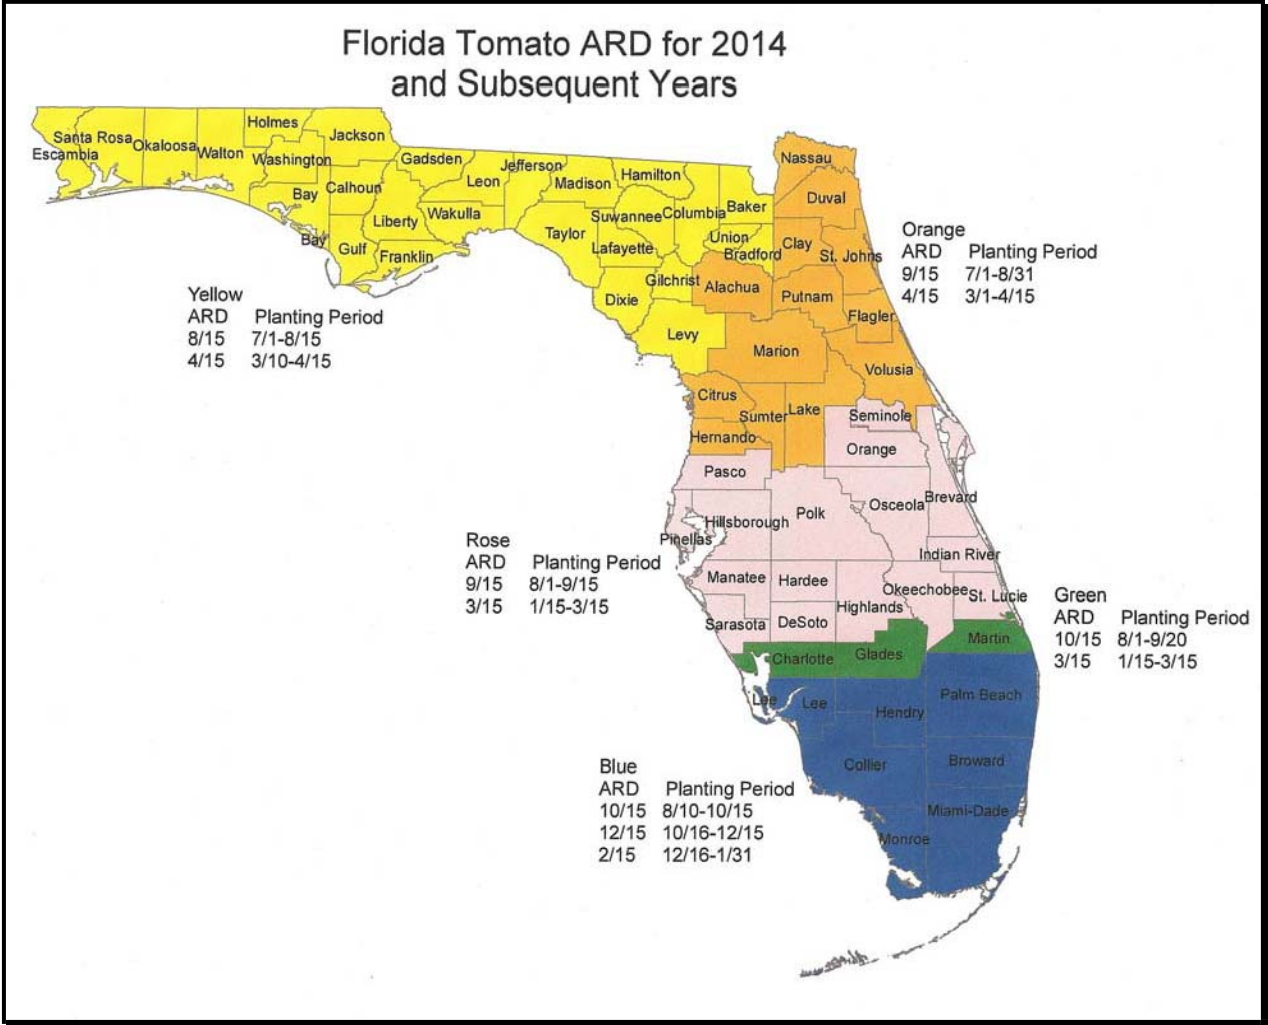 Florida Tomato ARD for 2014
and Subsequent Years
Holmes
Jackson
Santa Rosa
Okaloosa
Walton
Escambia
Washington
Gadsden
Jefferson
Nassau
Hamilton
Leon
Madison
Calhoun
Bay
Duval
Baker
Liberty
Wakulla
Suwannee
Columbia
Taylor
Union
Bay
Gulf
Franklin
Lafayette
Bradford
Clay
St. Johns
Gilchrist
Alachua
Dixie
Putnam
Flagler
Levy
Marion
Volusia
Citrus
Sumter
Lake
Seminole
Hernando
Orange
Pasco
Polk
Osceola
Brevard
Hillsborough
Pinellas
Indian River
Manatee
Hardee
Okeechobee
St. Lucie
Highlands
Sarasota
DeSoto
Martin
Charlotte
Glades
Lee
Lee
Palm Beach
Hendry
Collier
Broward
Miami-Dade
Monroe
Orange
ARD Planting Period
9/15 7/1-8/31
4/15 3/1-4/15
Yellow
ARD Planting Period
8/15 7/1-8/15
4/15 3/10-4/15
Rose
ARD Planting Period
9/15 8/1-9/15
3/15 1/15-3/15
Green
ARD Planting Period
10/15 8/1-9/20
3/15 1/15-3/15
Blue
ARD Planting Period
10/15 8/10-10/15
12/15 10/16-12/15
2/15 12/16-1/31